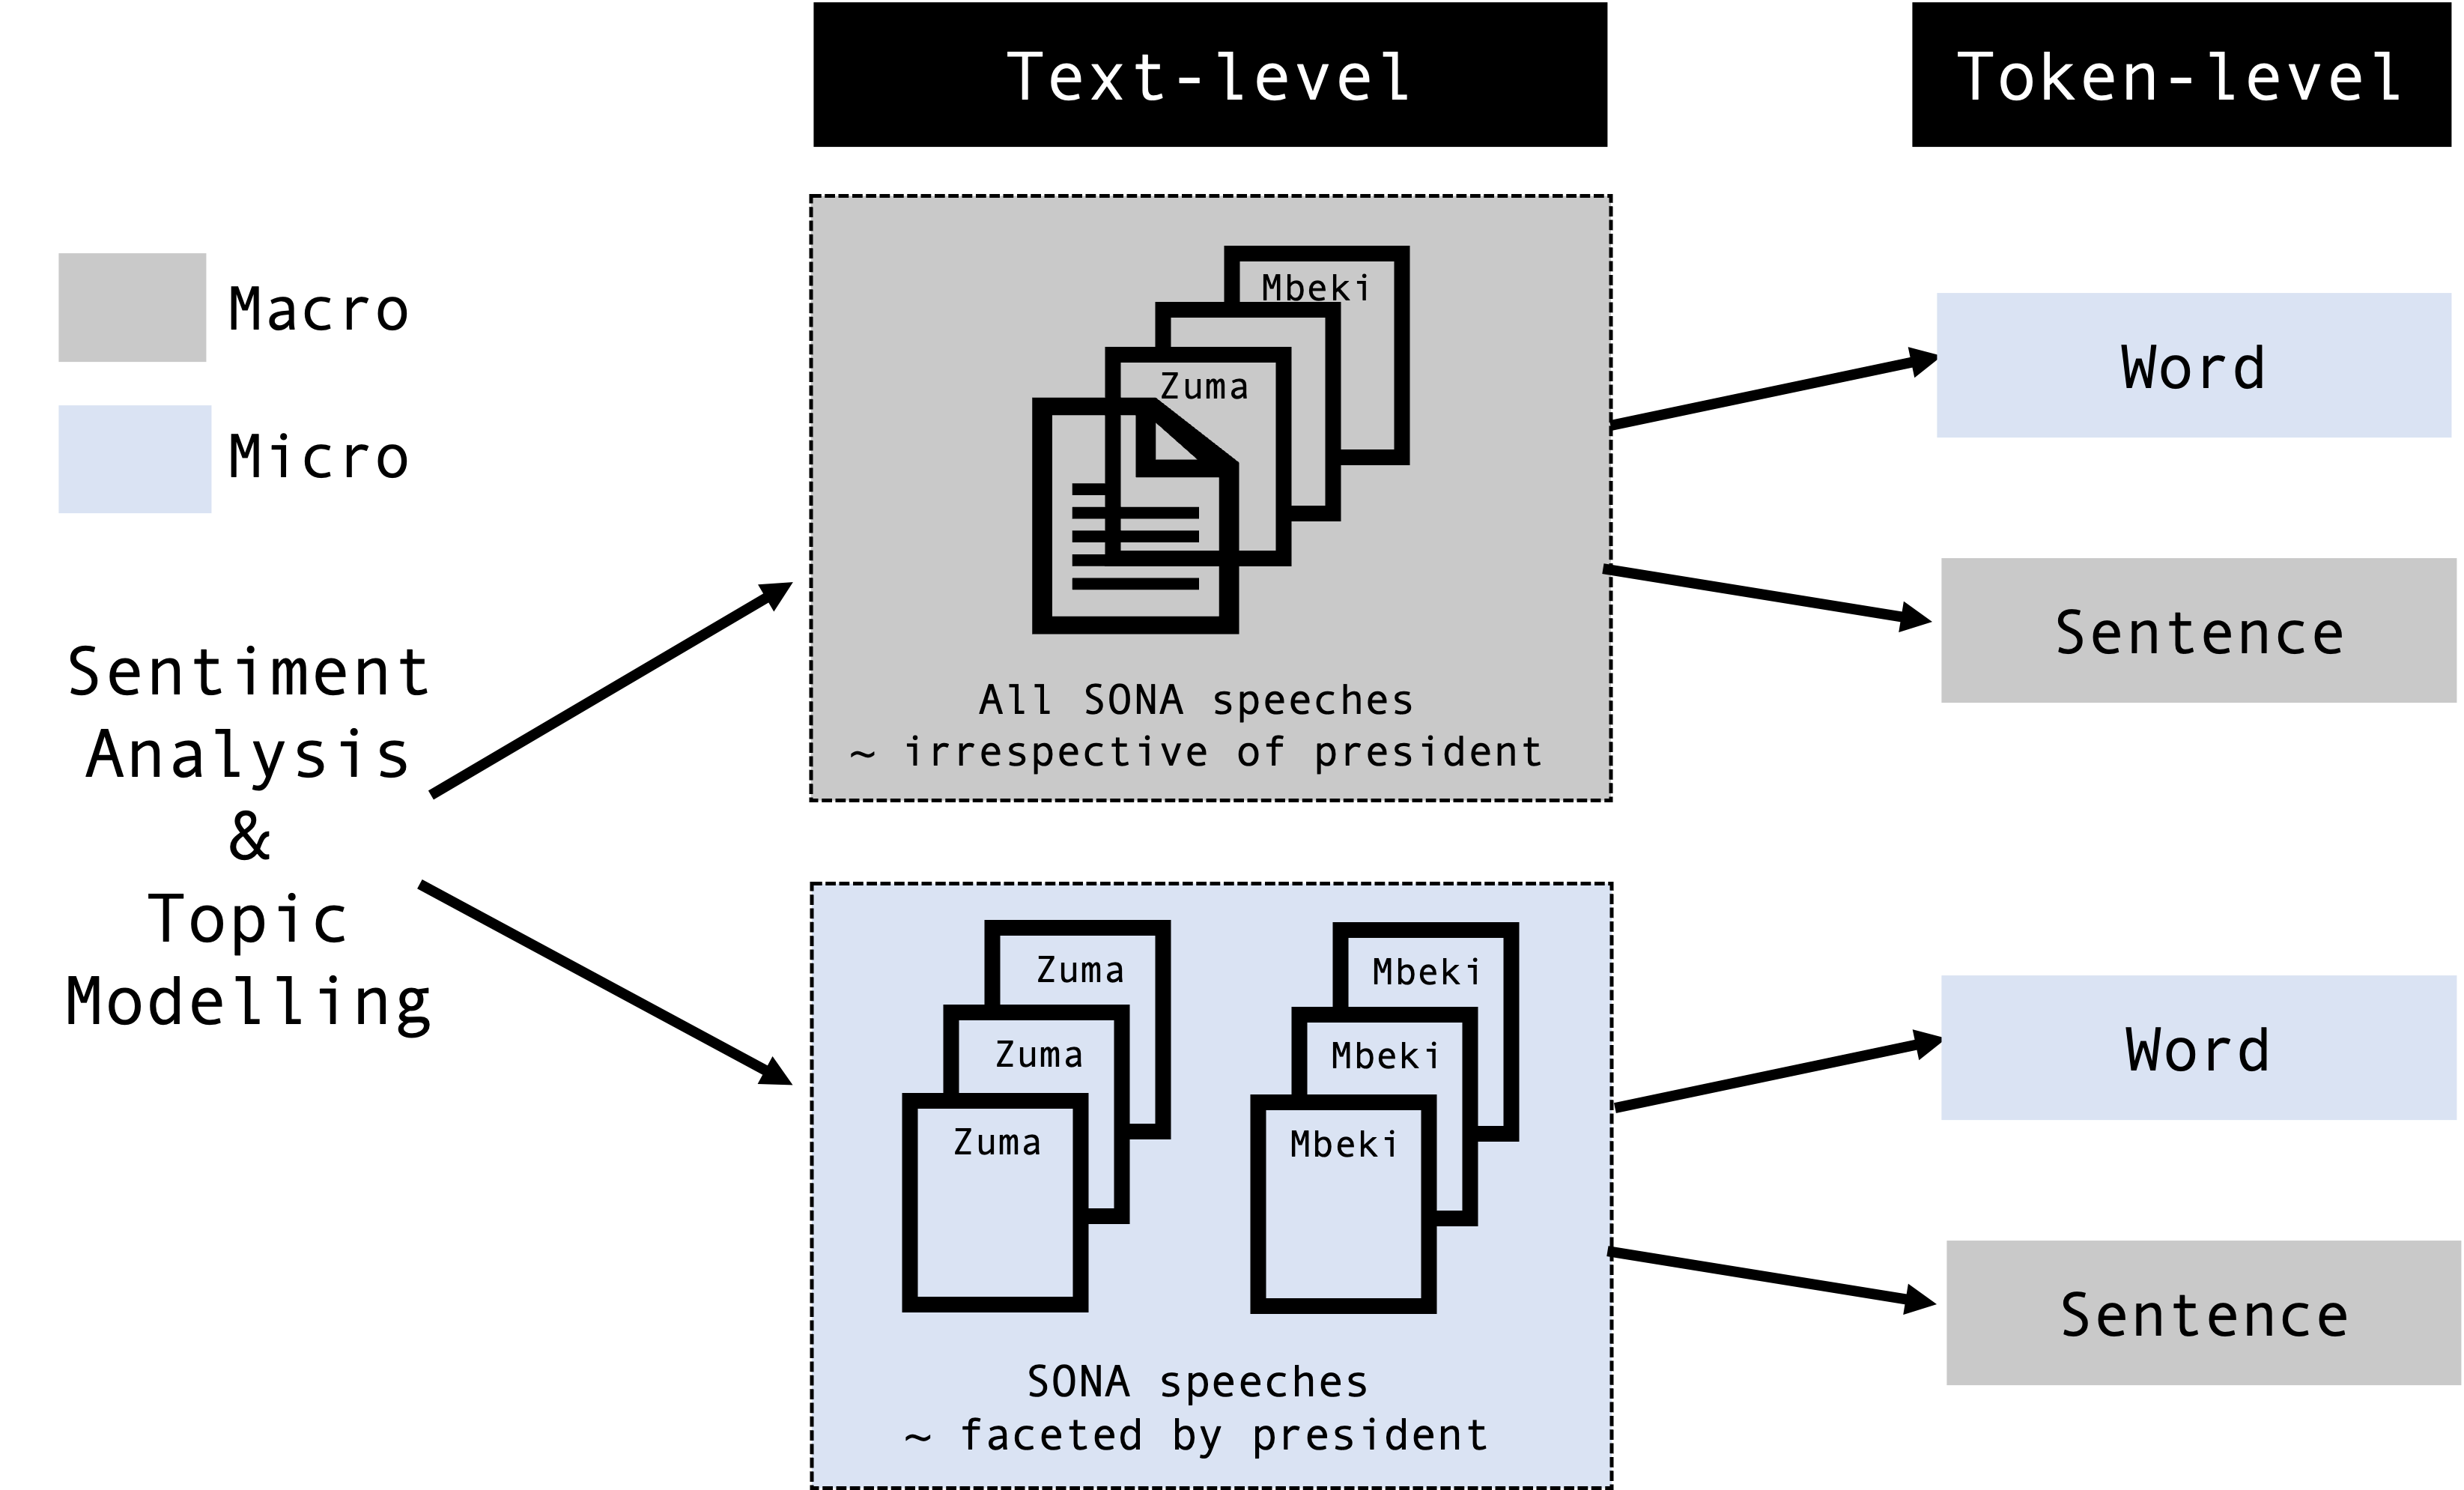 Text-level
Token-level
Macro
Micro
Sentiment
Analysis
&
Topic
Modelling
Mbeki
Zuma
All SONA speeches
~ irrespective of president
Word
Sentence
Zuma
Zuma
Zuma
Mbeki
Mbeki
Mbeki
SONA speeches
~ faceted by president
Word
Sentence